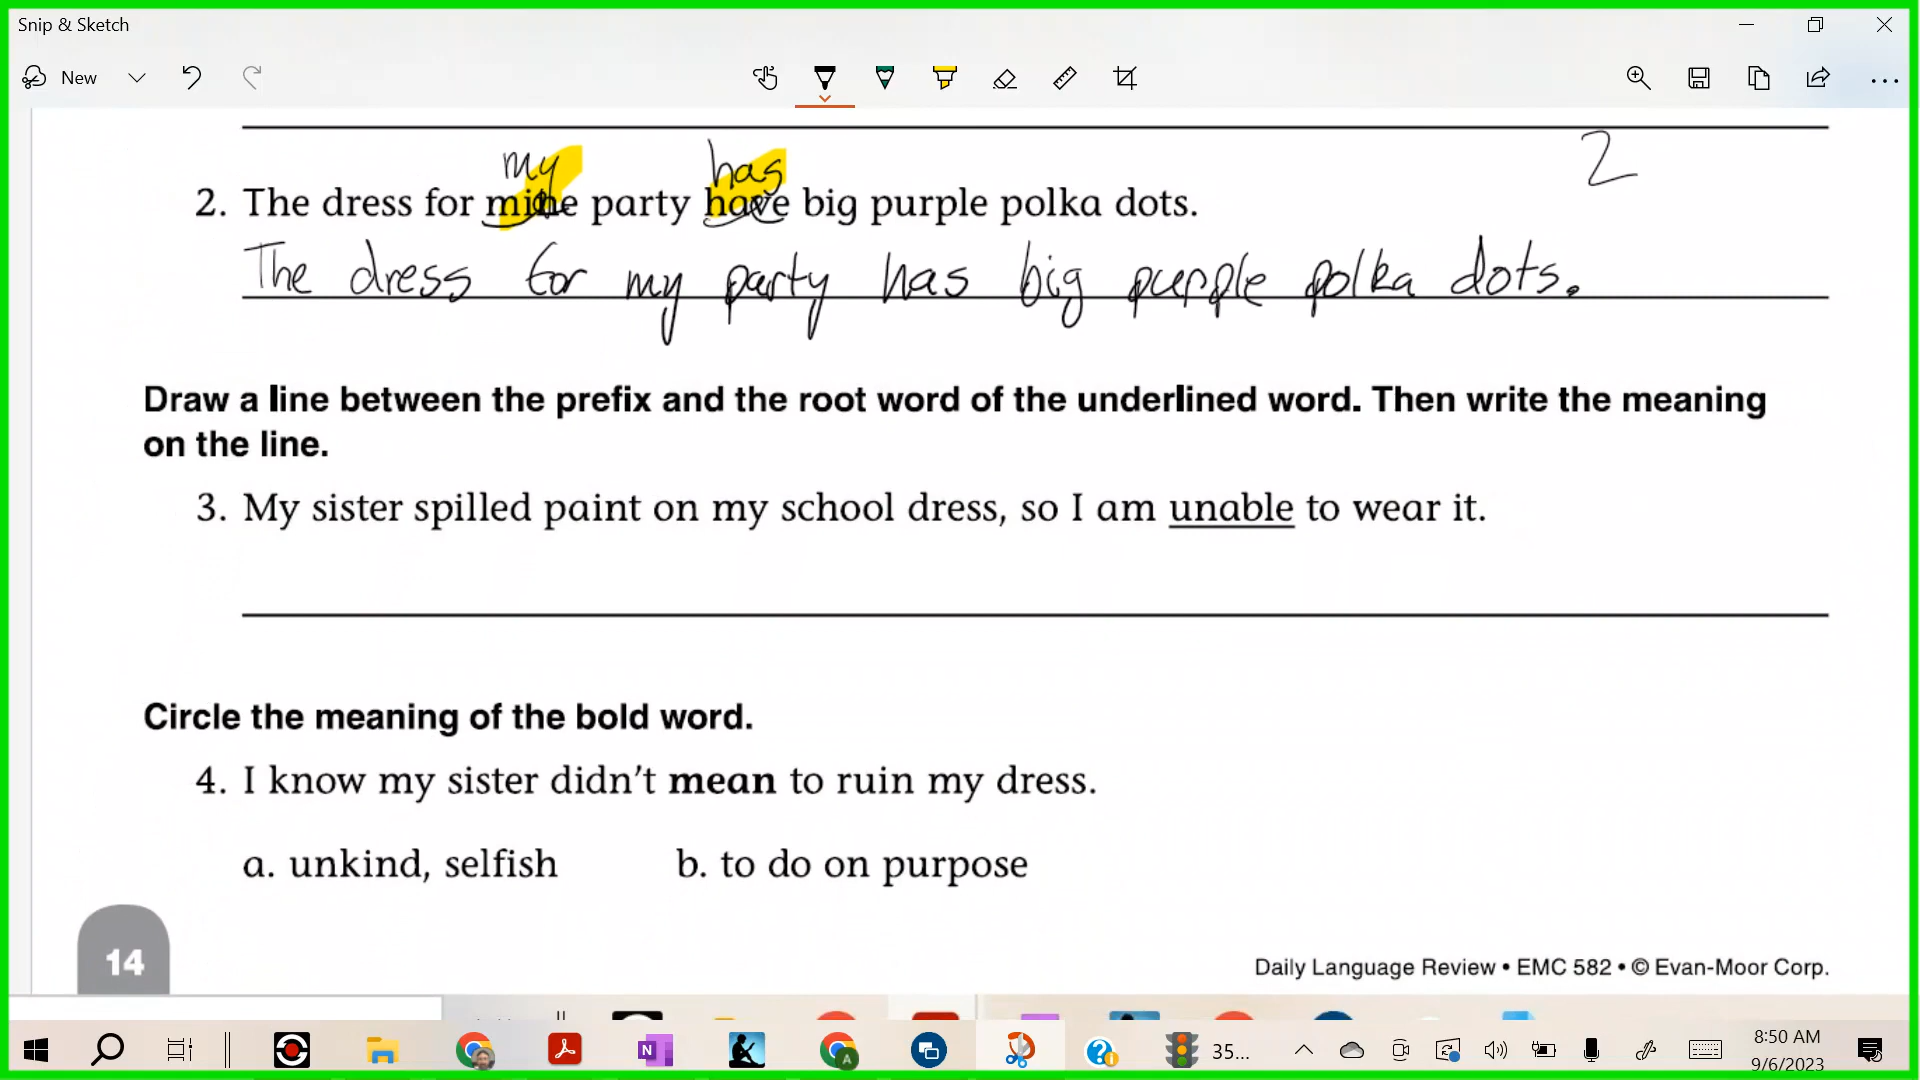 Snip & Sketch
New
my has 2
2. The dress for mine party have big purple polka dots.
The dress for my party has big purple polka dots.
Draw a line between the prefix and the root word of the underlined word. Then write the meaning
on the line.
3. My sister spilled paint on my school dress, so I am unable to wear it.
Circle the meaning of the bold word.
4. I know my sister didn't mean to ruin my dress.
a. unkind, selfish b. to do on purpose
14
Daily Language Review • EMC 582 • © Evan-Moor Corp.
35...
8:50 AM
9/6/2023